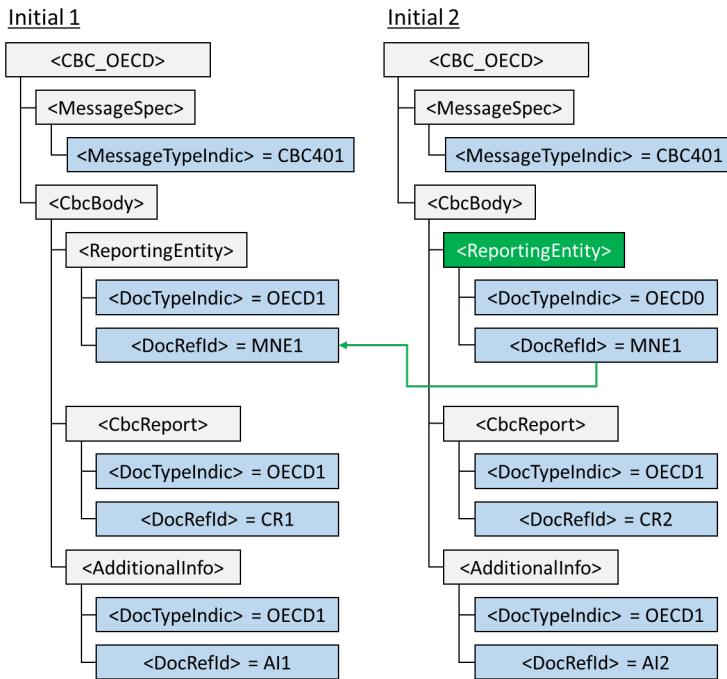 Initial 1
<CBC_OECD>
<MessageSpec>
<MessageTypeIndic> = CBC401
<CbcBody>
<ReportingEntity>
<DocTypeIndic> = OECD1
<DocRefId> = MNE1
<CbcReport>
<DocTypeIndic> = OECD1
<DocRefId> = CR1
<AdditionalInfo>
<DocTypeIndic> = OECD1
<DocRefId> = AI1
Initial 2
<CBC_OECD>
<MessageSpec>
<MessageTypeIndic> = CBC401
<CbcBody>
<ReportingEntity>
<DocTypeIndic> = OECD0
<DocRefId> = MNE1
<CbcReport>
<DocTypeIndic> = OECD1
<DocRefId> = CR2
<AdditionalInfo>
<DocTypeIndic> = OECD1
<DocRefId> = AI2